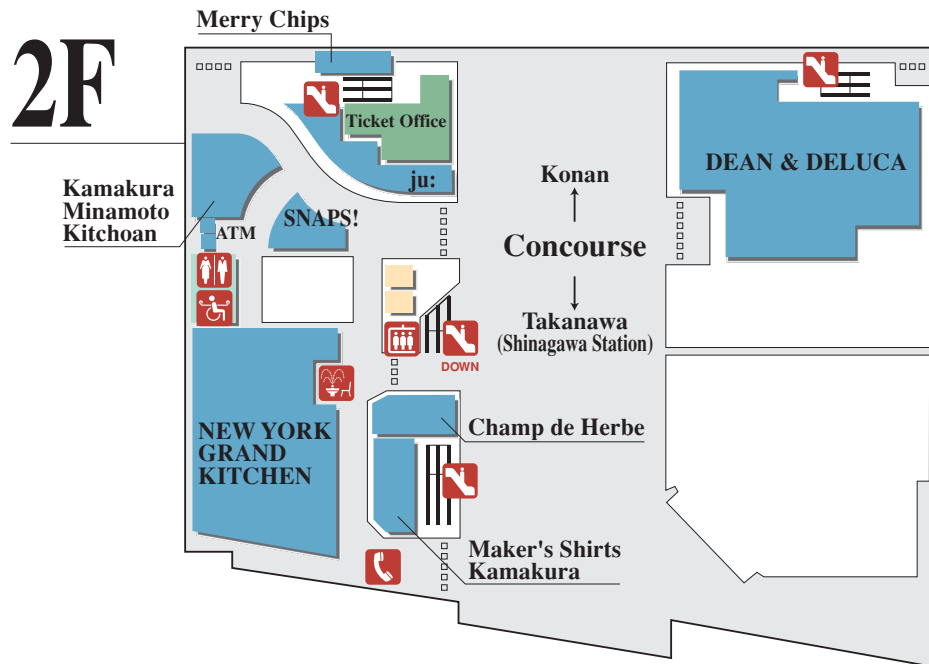 Merry Chips
2F
Ticket Office
ju:
DEAN & DELUCA
Kamakura
Minamoto
Kitchoan
SNAPS!
ATM
Konan
Concourse
Takanawa
(Shinagawa Station)
DOWN
NEW YORK
GRAND
KITCHEN
Champ de Herbe
Maker's Shirts
Kamakura